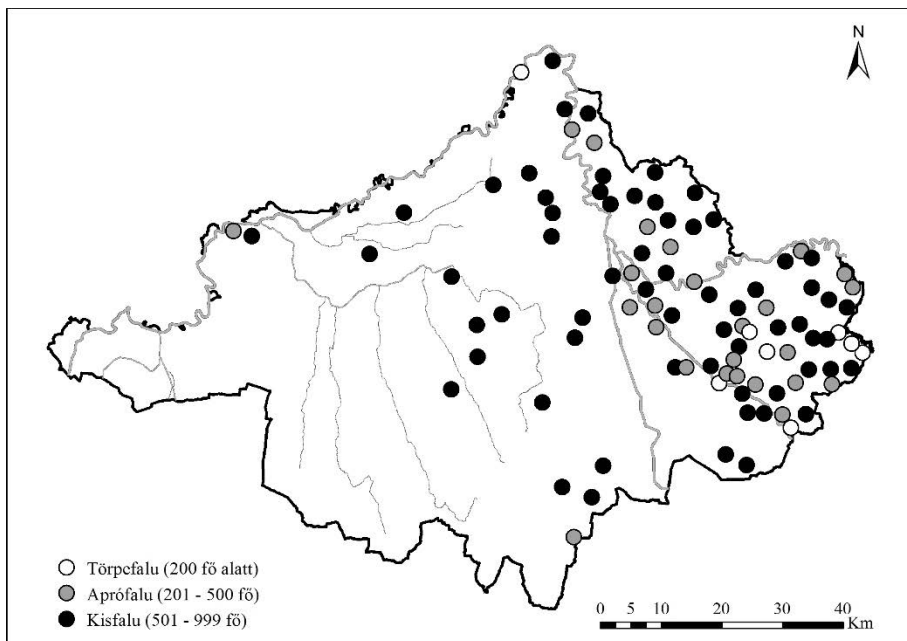 N
Törpefalu (200 fő alatt)
Aprófalu (201 - 500 fő)
Kisfalu (501 - 999 fő)
0 5 10 20 30 40
Km